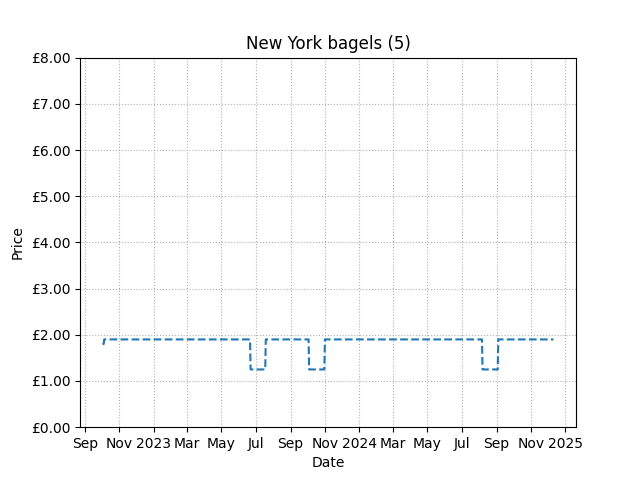 New York bagels (5)
£8.00
£7.00
£6.00
£5.00
£4.00
£3.00
£2.00
£1.00
£0.00
Price
Sep Nov 2023 Mar May Jul Sep Nov 2024 Mar May Jul Sep Nov 2025
Date